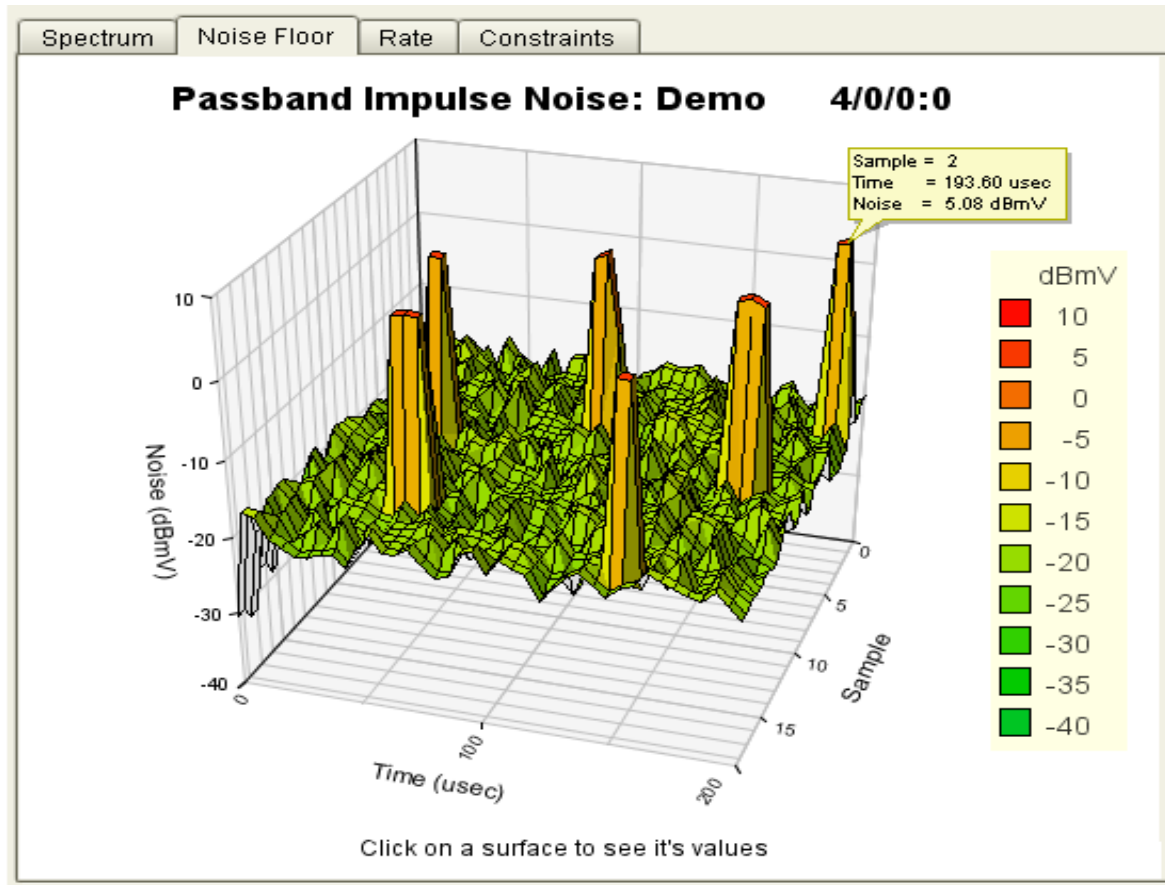 Spectrum
Noise Floor
Rate
Constraints
Passband Impulse Noise: Demo 4/0/0:0
Sample = 2
Time = 193.60 usec
Noise = 5.08 dBmV
10
0
-10
-20
-30
-40
Noise (dBmV)
0
100
200
Time (usec)
0
5
10
15
Sample
dBmV
10
5
0
-5
-10
-15
-20
-25
-30
-35
-40
Click on a surface to see it's values